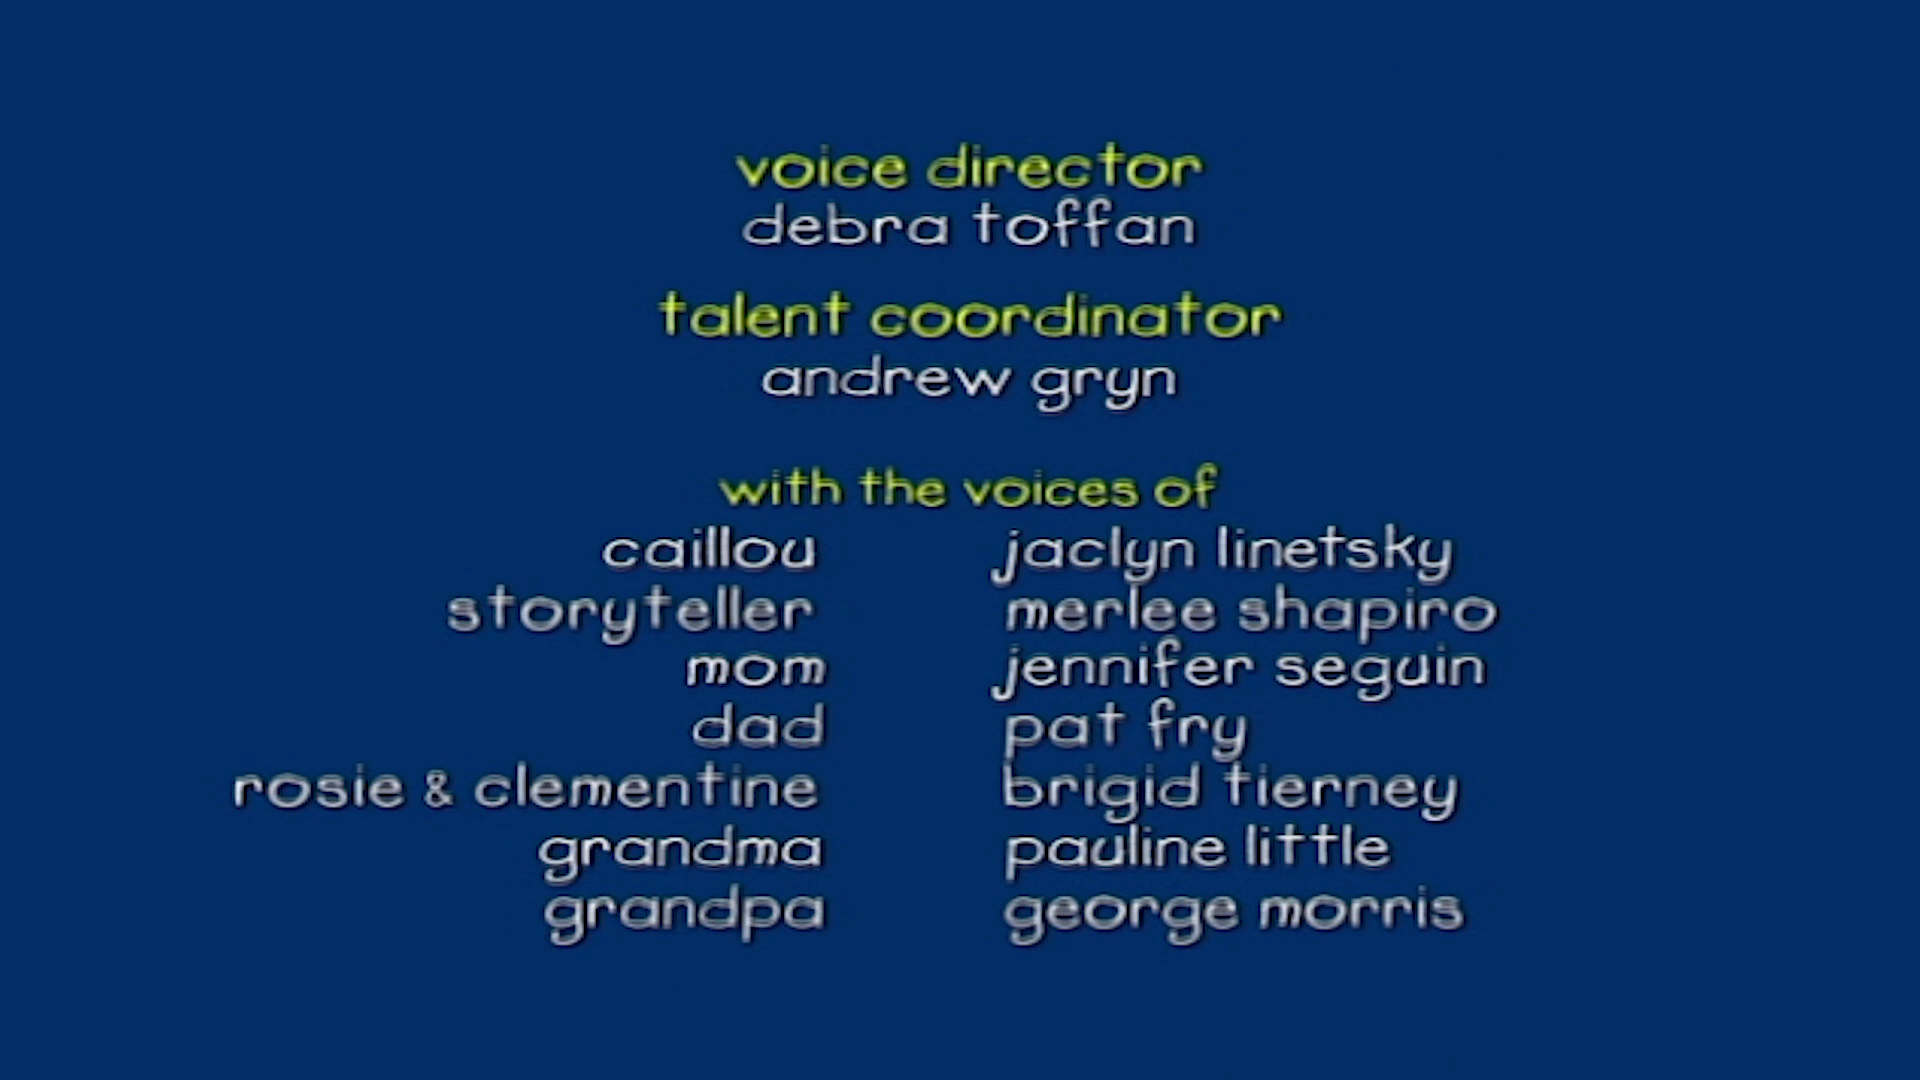 voice director
debra toffan
talent coordinator
andrew gryn
with the voices of
caillou jaclyn linetsky
storyteller merlee shapiro
mom jennifer seguin
dad pat fry
rosie & clementine brigid tierney
grandma pauline little
grandpa george morris